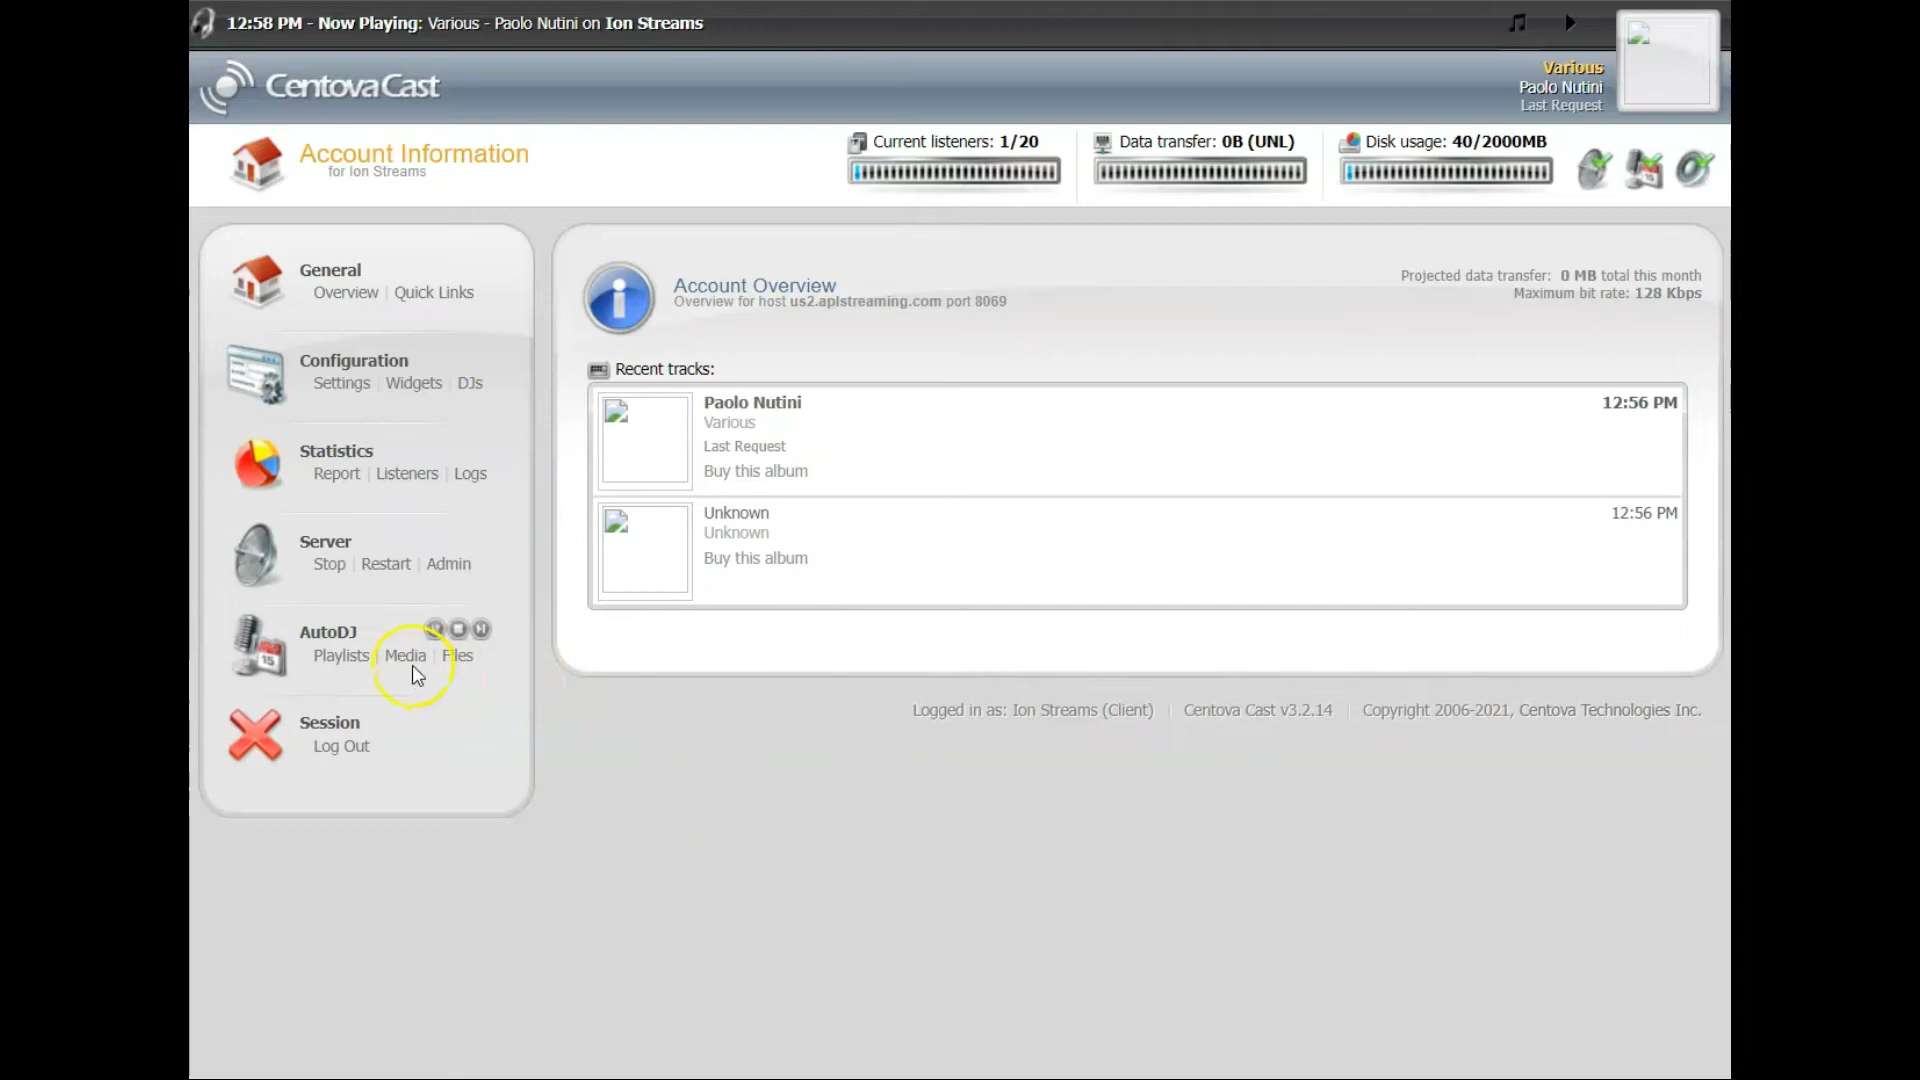 12:58 PM - Now Playing: Various - Paolo Nutini on Ion Streams
CentovaCast
Various
Paolo Nutini
Last Request
Account Information
for Ion Streams
Current listeners: 1/20
Data transfer: 0B (UNL)
Disk usage: 40/2000MB
15
General
Overview | Quick Links
Configuration
Settings | Widgets | DJs
Statistics
Report | Listeners | Logs
Server
Stop | Restart | Admin
AutoDJ
Playlists | Media | Files
15
Session
Log Out
Account Overview
Overview for host us2.aplstreaming.com port 8069
Projected data transfer: 0 MB total this month
Maximum bit rate: 128 Kbps
Recent tracks:
Paolo Nutini
12:56 PM
Various
Last Request
Buy this album
Unknown
12:56 PM
Unknown
Buy this album
Logged in as: Ion Streams (Client) | Centova Cast v3.2.14 | Copyright 2006-2021, Centova Technologies Inc.